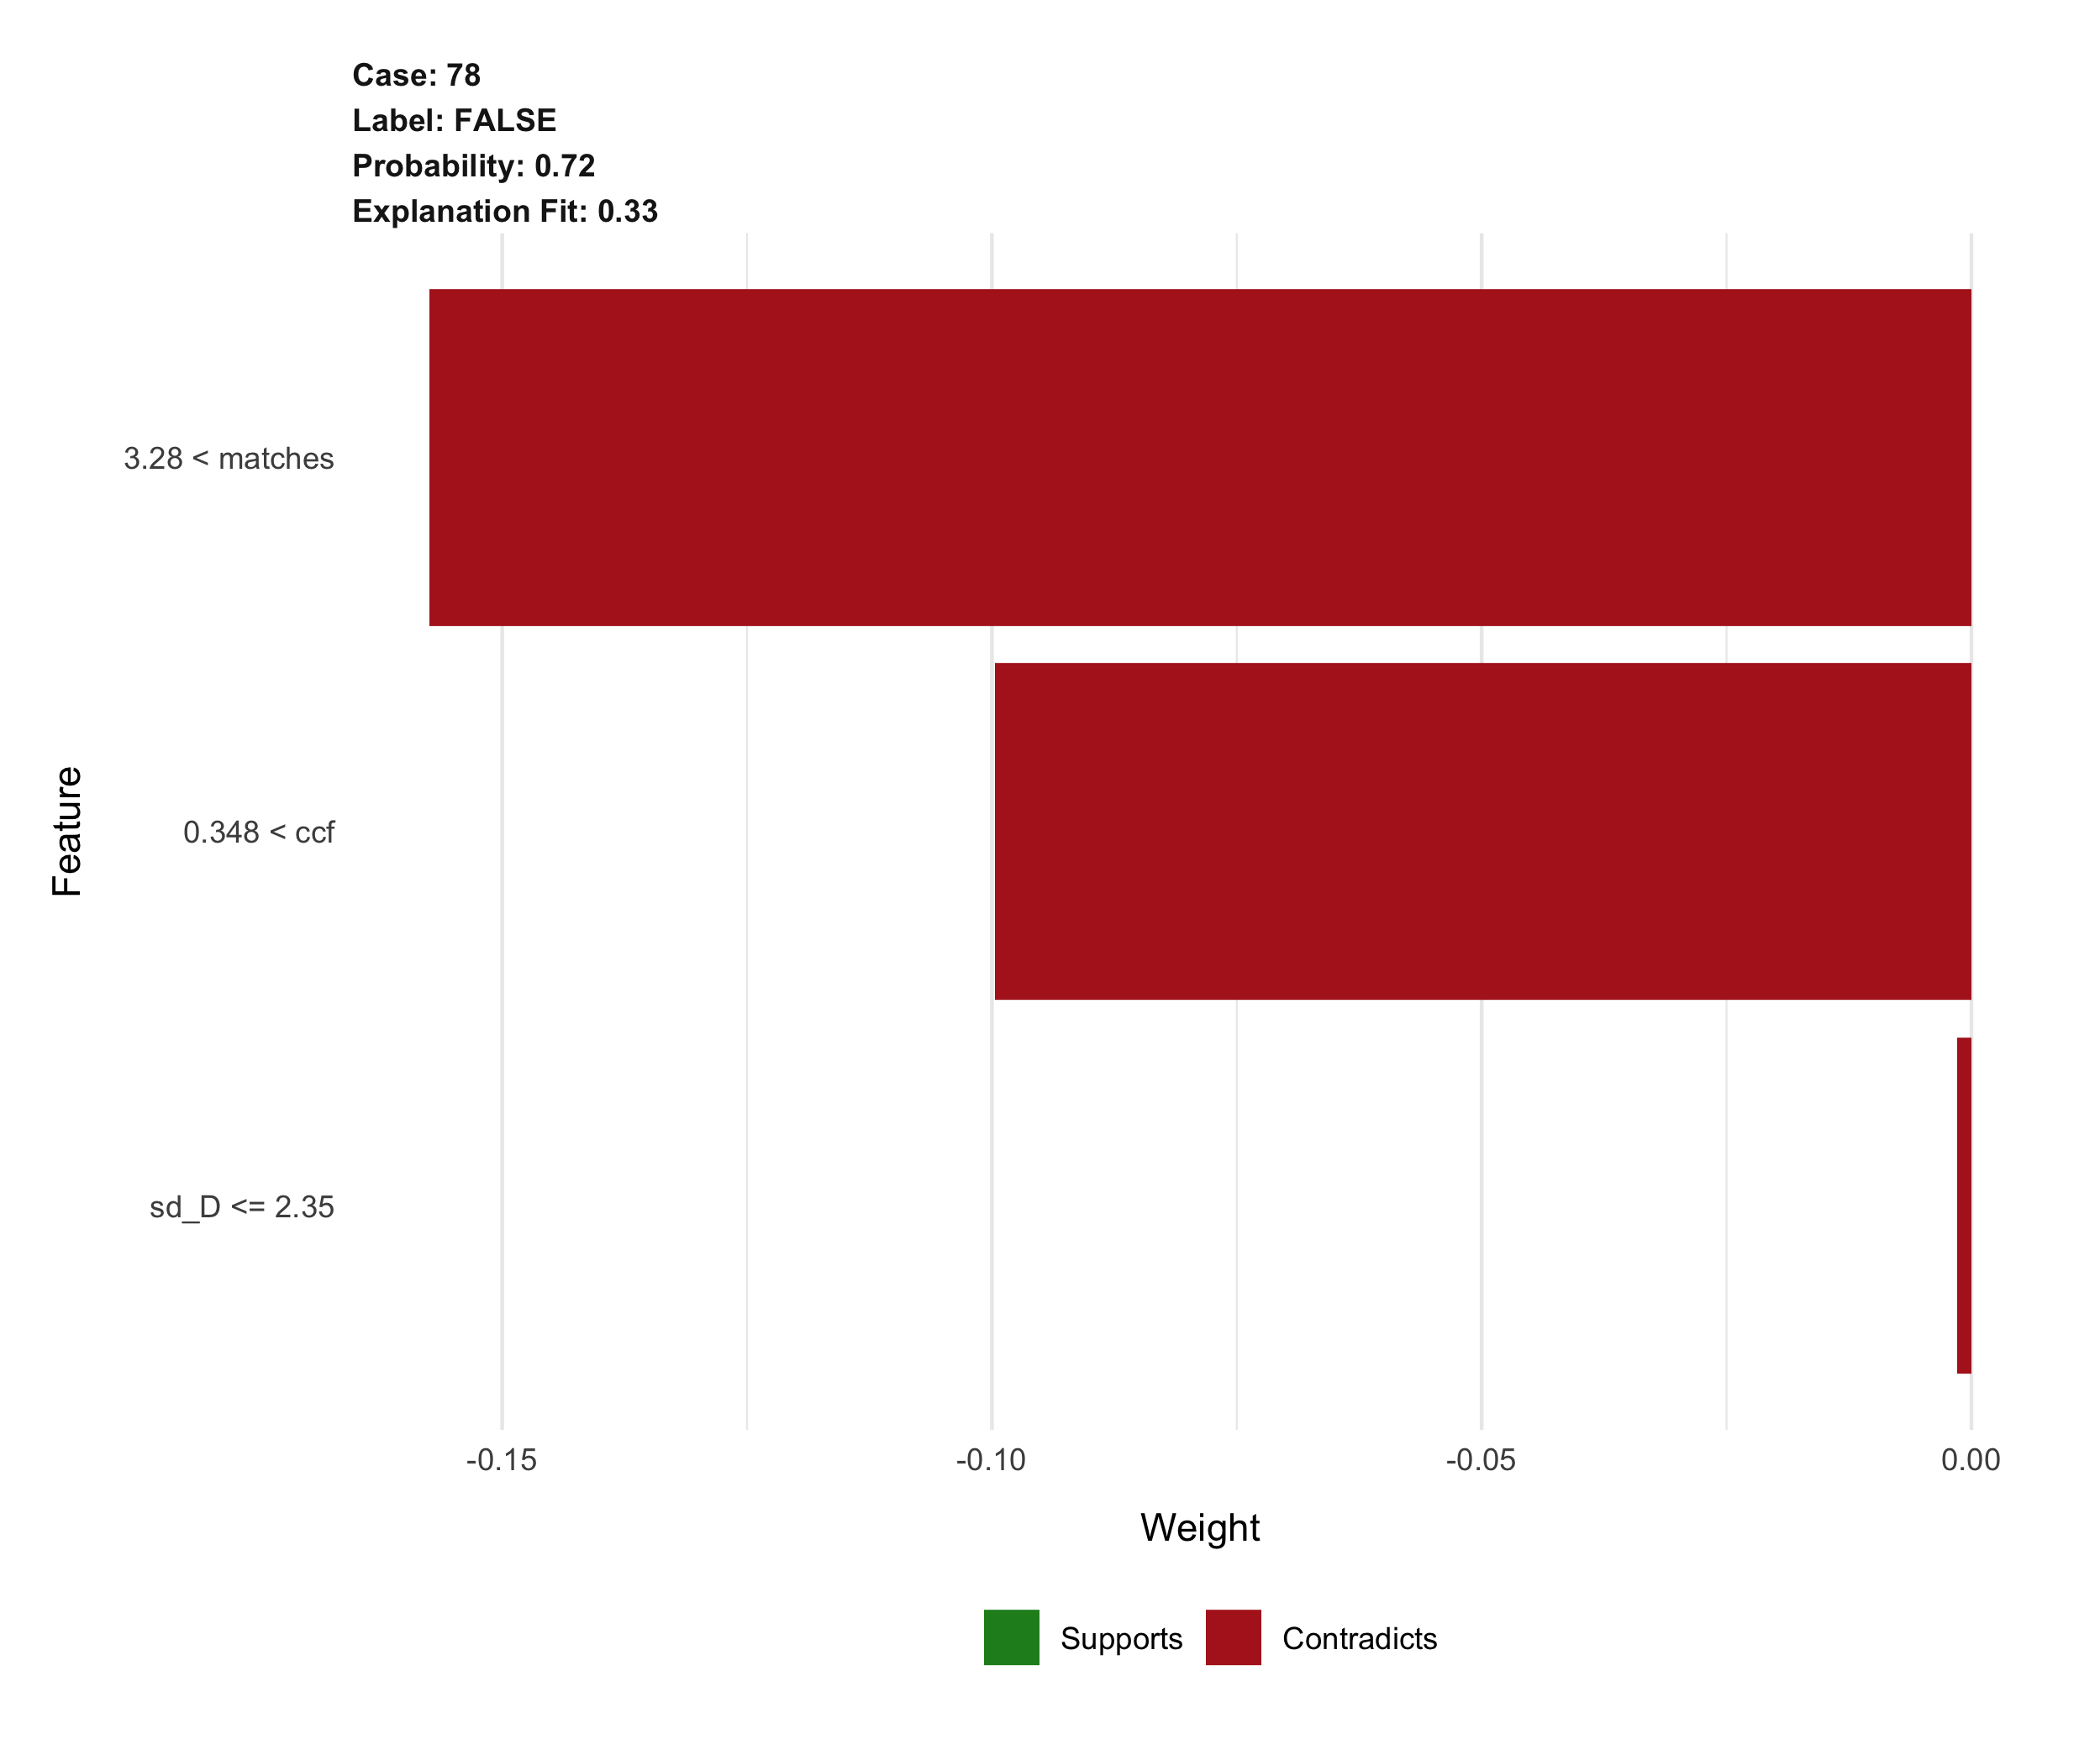 Case: 78
Label: FALSE
Probability: 0.72
Explanation Fit: 0.33
Feature
3.28 < matches
0.348 < ccf
sd_D <= 2.35
-0.15
-0.10
-0.05
0.00
Weight
Supports
Contradicts